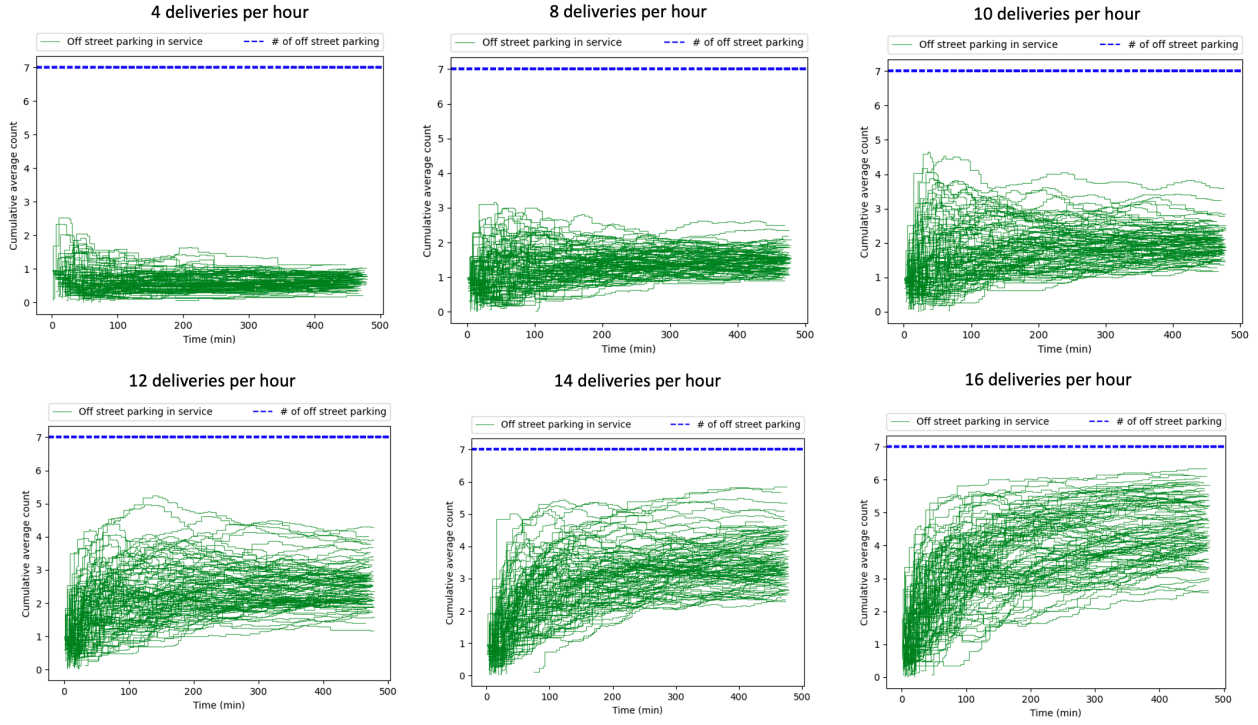 4 deliveries per hour
Off street parking in service   # of off street parking
7
6
5
4
3
2
1
0
Cumulative average count
0 100 200 300 400 500
Time (min)
8 deliveries per hour
Off street parking in service   # of off street parking
7
6
5
4
3
2
1
0
Cumulative average count
0 100 200 300 400 500
Time (min)
10 deliveries per hour
Off street parking in service   # of off street parking
7
6
5
4
3
2
1
0
Cumulative average count
0 100 200 300 400 500
Time (min)
12 deliveries per hour
Off street parking in service   # of off street parking
7
6
5
4
3
2
1
0
Cumulative average count
0 100 200 300 400 500
Time (min)
14 deliveries per hour
Off street parking in service   # of off street parking
7
6
5
4
3
2
1
0
Cumulative average count
0 100 200 300 400 500
Time (min)
16 deliveries per hour
Off street parking in service   # of off street parking
7
6
5
4
3
2
1
0
Cumulative average count
0 100 200 300 400 500
Time (min)